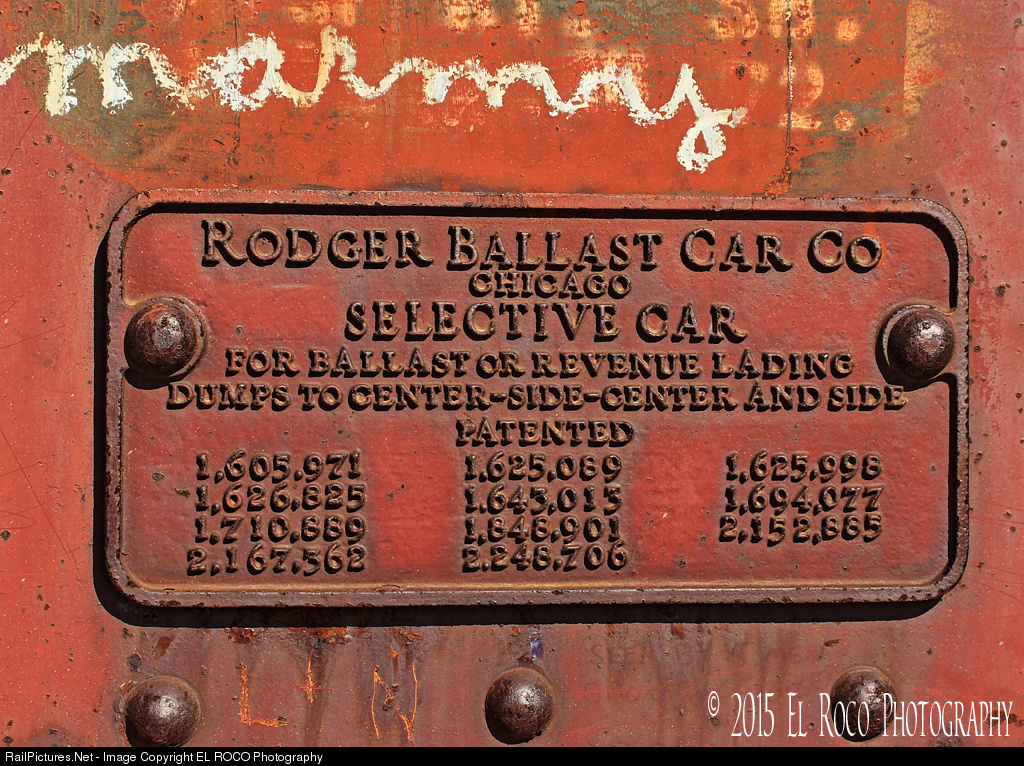 RODGER BALLAST CAR CO
CHICAGO
SELECTIVE CAR
FOR BALLAST OR REVENUE LADING
DUMPS TO CENTER-SIDE-CENTER AND SIDE
PATENTED
1,605,971 1,625,089 1,625,998
1,626,825 1,643,013 1,694,077
1,710,889 1,848,901 2,152,885
2,167,362 2,248,706
© 2015 EL ROCO PHOTOGRAPHY
RailPictures.Net - Image Copyright EL ROCO Photography